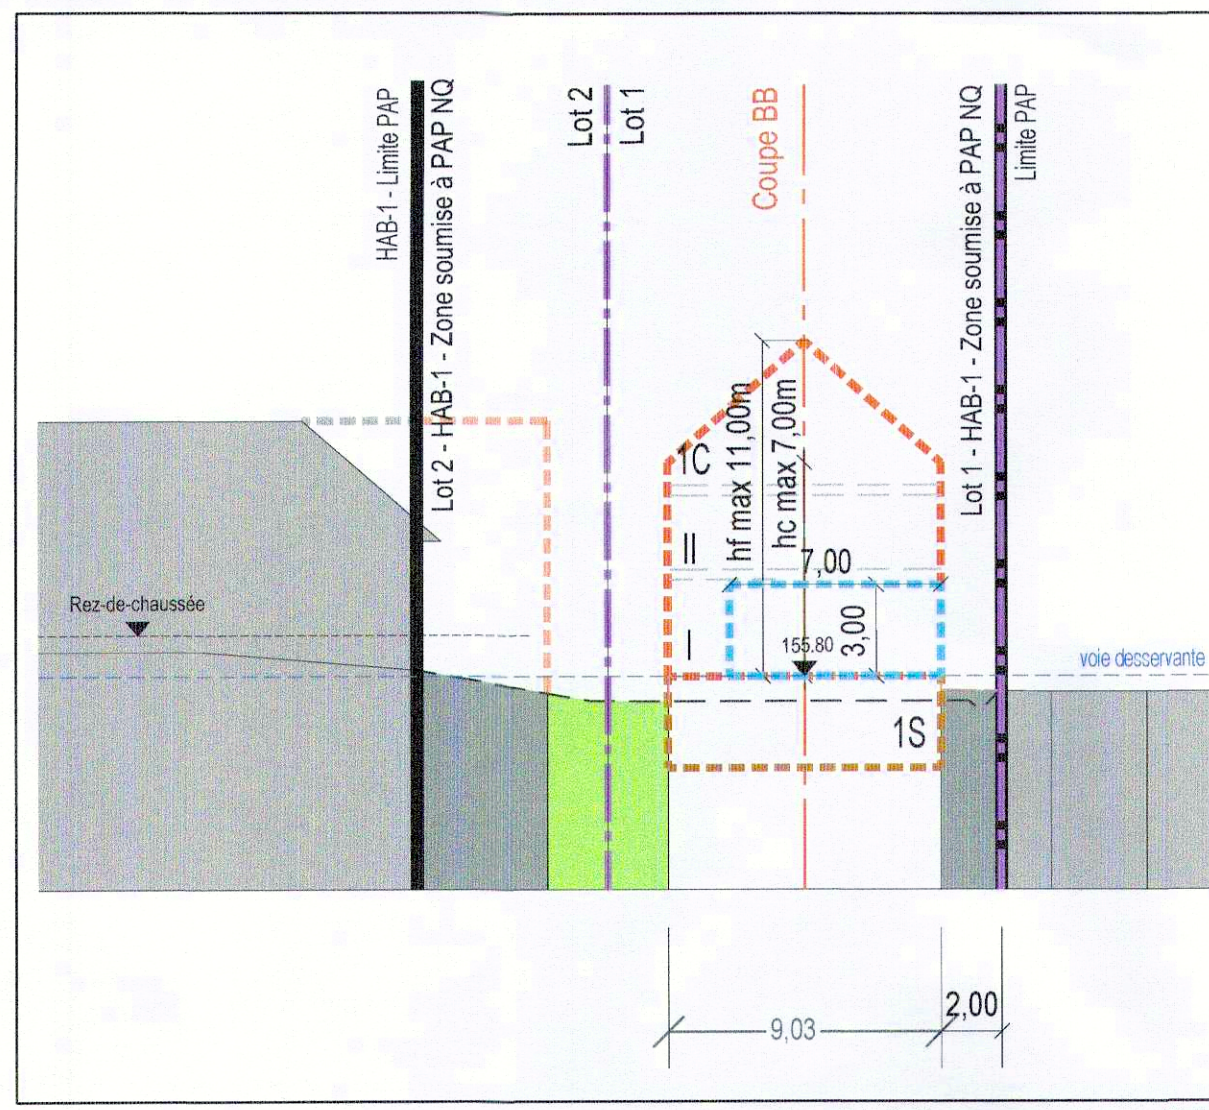 HAB-1 - Limite PAP
Lot 2 - HAB-1 - Zone soumise à PAP NQ
Lot 2
Lot 1
Coupe BB
Lot 1 - HAB-1 - Zone soumise à PAP NQ
Limite PAP
1C
hf max 11,00m
hc max 7,00m
II
7,00
Rez-de-chaussée
I
155.80
3,00
voie desservante
1S
9,03
2,00